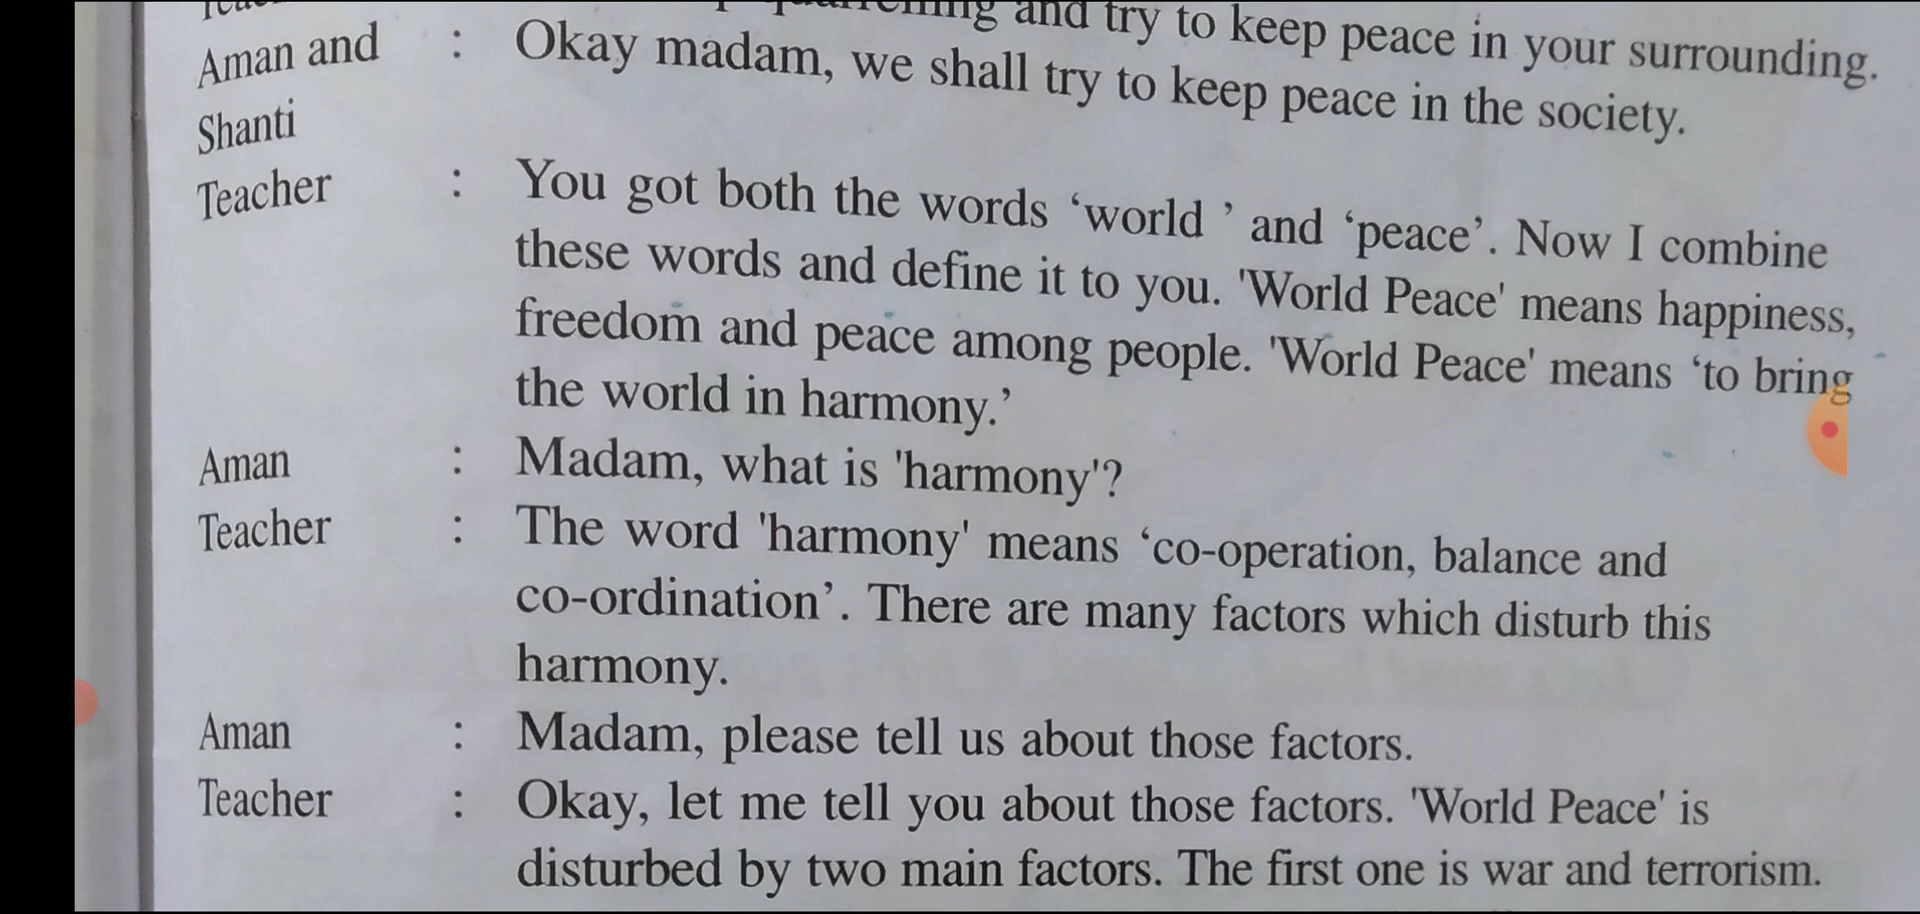 and try to keep peace in your surrounding.
Aman and : Okay madam, we shall try to keep peace in the society.
Shanti
Teacher : You got both the words ‘world ’ and ‘peace’. Now I combine
these words and define it to you. 'World Peace' means happiness,
freedom and peace among people. 'World Peace' means ‘to bring
the world in harmony.’
Aman : Madam, what is 'harmony'?
Teacher : The word 'harmony' means ‘co-operation, balance and
co-ordination’. There are many factors which disturb this
harmony.
Aman : Madam, please tell us about those factors.
Teacher : Okay, let me tell you about those factors. 'World Peace' is
disturbed by two main factors. The first one is war and terrorism.